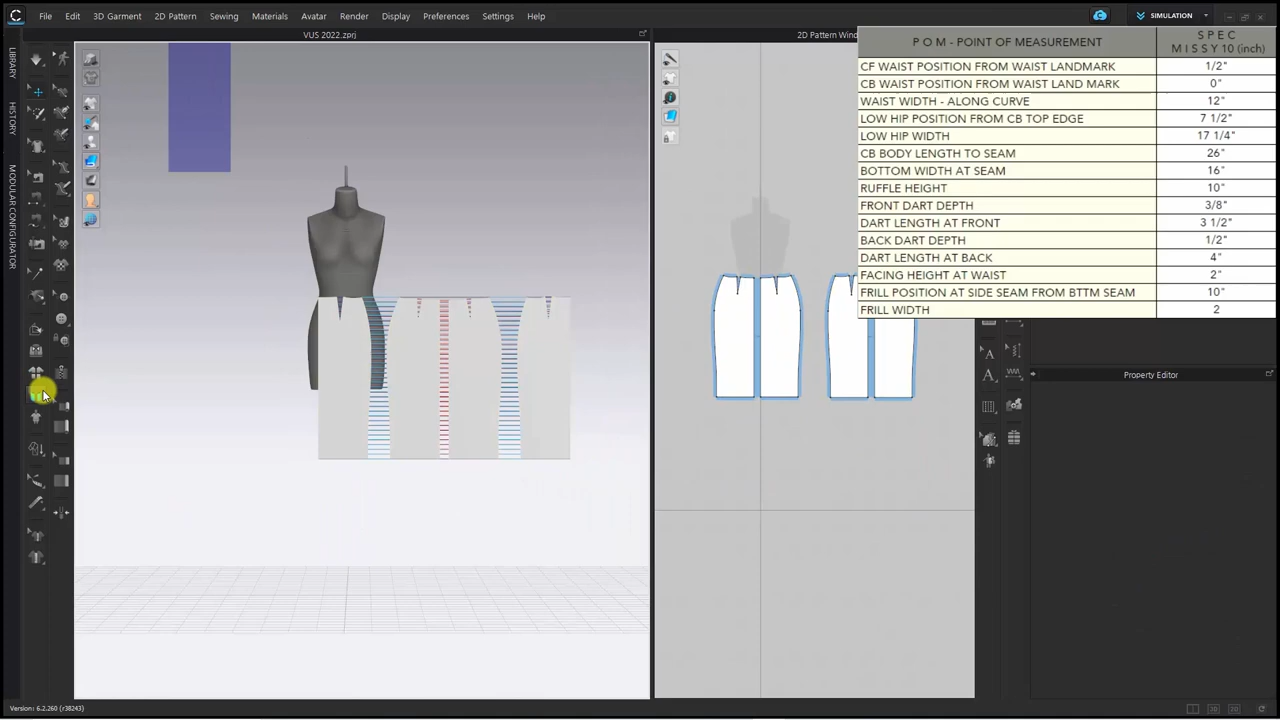 File Edit 3D Garment 2D Pattern Sewing Materials Avatar Render Display Preferences Settings Help
SIMULATION
VUS 2022.zprj
2D Pattern Wind
LIBRARY
HISTORY
MODULAR CONFIGURATOR
P O M - POINT OF MEASUREMENT
S P E C
M I S S Y 10 (inch)
CF WAIST POSITION FROM WAIST LANDMARK 1/2"
CB WAIST POSITION FROM WAIST LAND MARK 0"
WAIST WIDTH - ALONG CURVE 12"
LOW HIP POSITION FROM CB TOP EDGE 7 1/2"
LOW HIP WIDTH 17 1/4"
CB BODY LENGTH TO SEAM 26"
BOTTOM WIDTH AT SEAM 16"
RUFFLE HEIGHT 10"
FRONT DART DEPTH 3/8"
DART LENGTH AT FRONT 3 1/2"
BACK DART DEPTH 1/2"
DART LENGTH AT BACK 4"
FACING HEIGHT AT WAIST 2"
FRILL POSITION AT SIDE SEAM FROM BTTM SEAM 10"
FRILL WIDTH 2
Property Editor
Version: 6.2.260 (r38243)